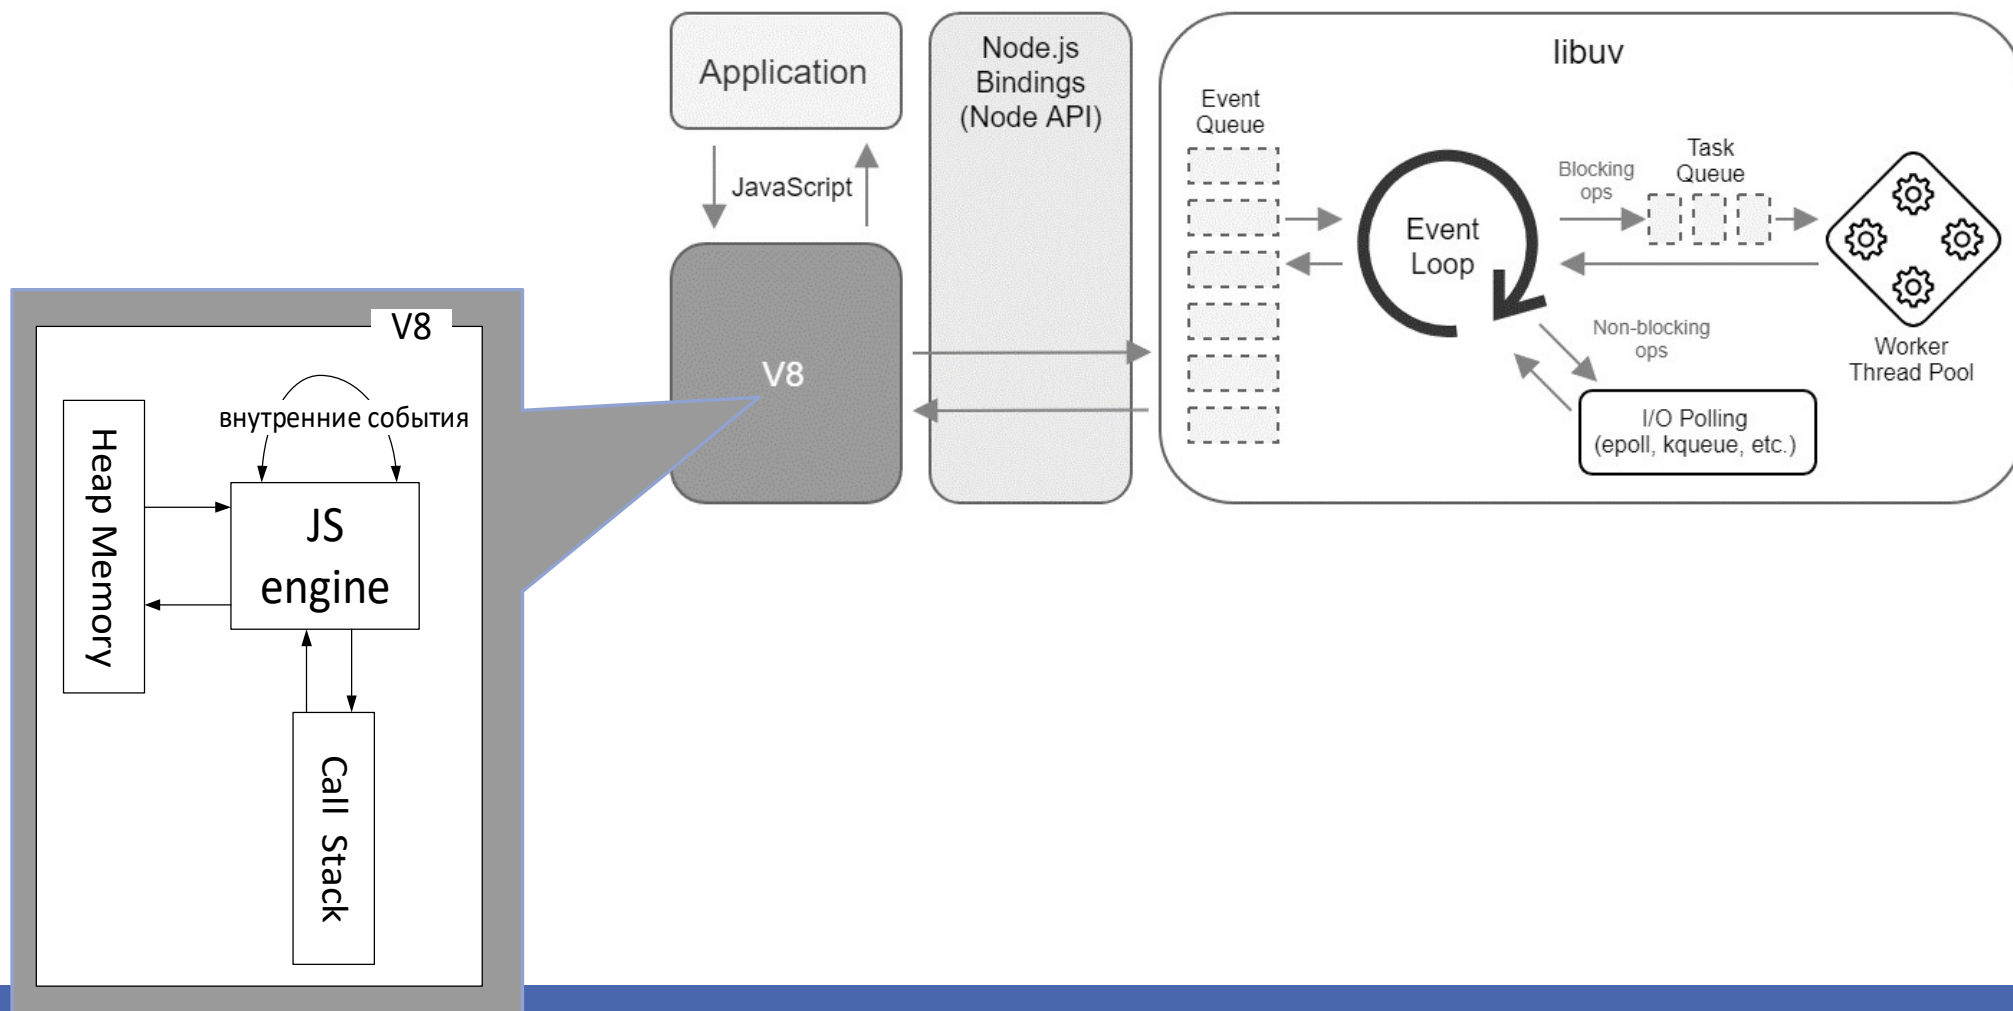 Application
JavaScript
V8
Node.js
Bindings
(Node API)
libuv
Event
Queue
Event
Loop
Blocking
ops
Task
Queue
Worker
Thread Pool
Non-blocking
ops
I/O Polling
(epoll, kqueue, etc.)
V8
внутренние события
Heap Memory
JS
engine
Call Stack